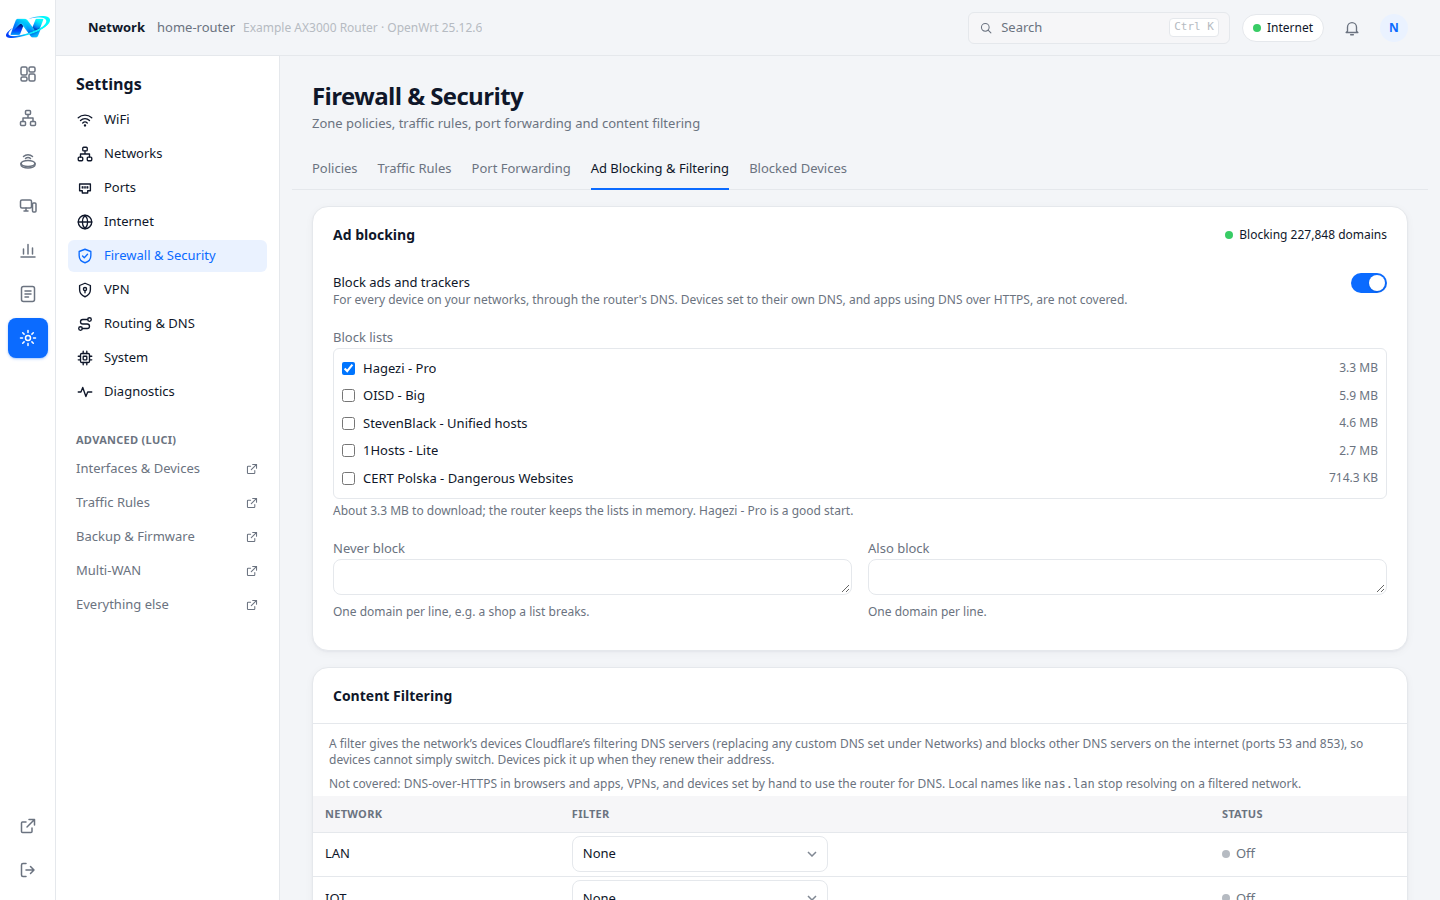 Network home-router Example AX3000 Router · OpenWrt 25.12.6
Search Ctrl K
Internet
N
Settings
WiFi
Networks
Ports
Internet
Firewall & Security
VPN
Routing & DNS
System
Diagnostics
ADVANCED (LUCI)
Interfaces & Devices
Traffic Rules
Backup & Firmware
Multi-WAN
Everything else
Firewall & Security
Zone policies, traffic rules, port forwarding and content filtering
Policies Traffic Rules Port Forwarding Ad Blocking & Filtering Blocked Devices
Ad blocking
Blocking 227,848 domains
Block ads and trackers
For every device on your networks, through the router's DNS. Devices set to their own DNS, and apps using DNS over HTTPS, are not covered.
Block lists
Hagezi - Pro 3.3 MB
OISD - Big 5.9 MB
StevenBlack - Unified hosts 4.6 MB
1Hosts - Lite 2.7 MB
CERT Polska - Dangerous Websites 714.3 KB
About 3.3 MB to download; the router keeps the lists in memory. Hagezi - Pro is a good start.
Never block
One domain per line, e.g. a shop a list breaks.
Also block
One domain per line.
Content Filtering
A filter gives the network’s devices Cloudflare’s filtering DNS servers (replacing any custom DNS set under Networks) and blocks other DNS servers on the internet (ports 53 and 853), so
devices cannot simply switch. Devices pick it up when they renew their address.
Not covered: DNS-over-HTTPS in browsers and apps, VPNs, and devices set by hand to use the router for DNS. Local names like nas.lan stop resolving on a filtered network.
NETWORK FILTER STATUS
LAN None Off
IOT None Off